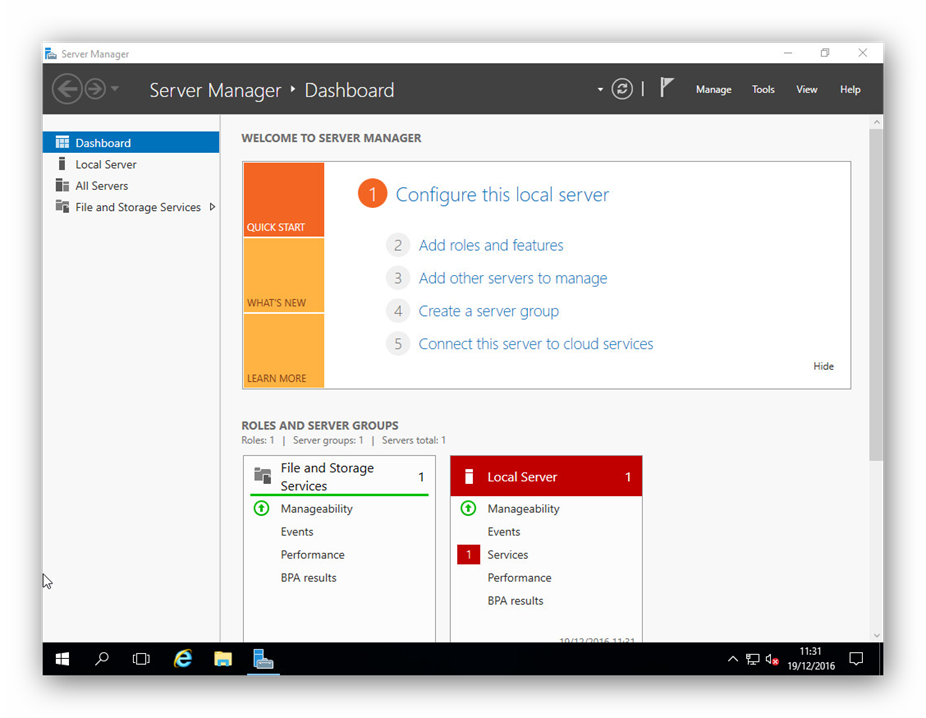 Server Manager
Server Manager ‣ Dashboard
Manage Tools View Help
Dashboard
Local Server
All Servers
File and Storage Services
WELCOME TO SERVER MANAGER
QUICK START
WHAT'S NEW
LEARN MORE
1 Configure this local server
2 Add roles and features
3 Add other servers to manage
4 Create a server group
5 Connect this server to cloud services
Hide
ROLES AND SERVER GROUPS
Roles: 1 | Server groups: 1 | Servers total: 1
File and Storage
Services 1
Manageability
Events
Performance
BPA results
Local Server 1
Manageability
Events
1 Services
Performance
BPA results
19/12/2016 11:31
11:31
19/12/2016